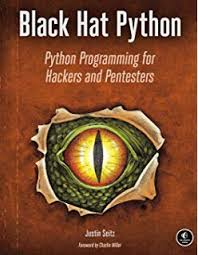 Black Hat Python
Python Programming for
Hackers and Pentesters
Justin Seitz
Foreword by Charlie Miller